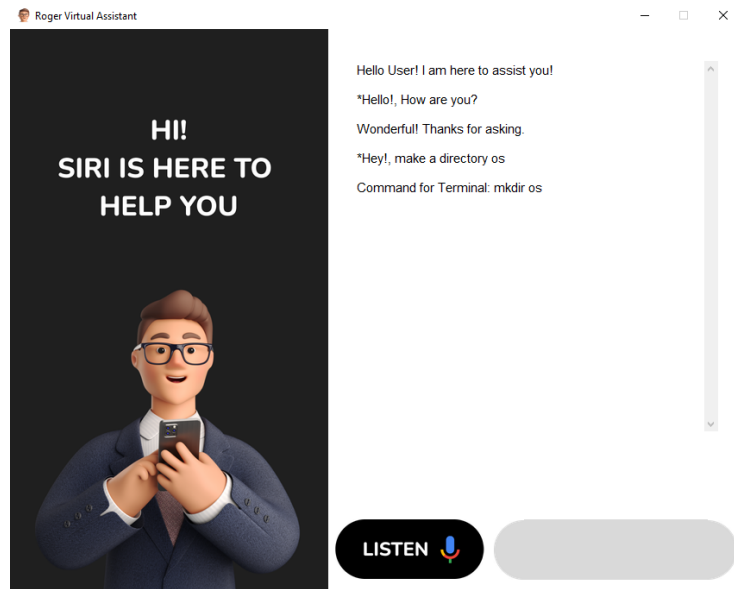 Roger Virtual Assistant
HI!
SIRI IS HERE TO
HELP YOU
Hello User! I am here to assist you!
*Hello!, How are you?
Wonderful! Thanks for asking.
*Hey!, make a directory os
Command for Terminal: mkdir os
LISTEN